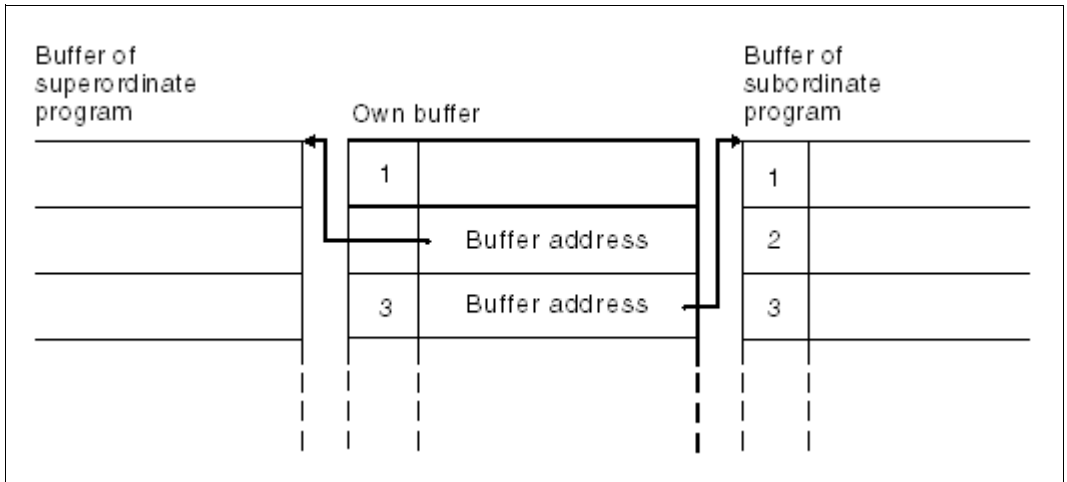 Buffer of
superordinate
program
Own buffer
Buffer of
subordinate
program
1
1
Buffer address
2
3
Buffer address
3